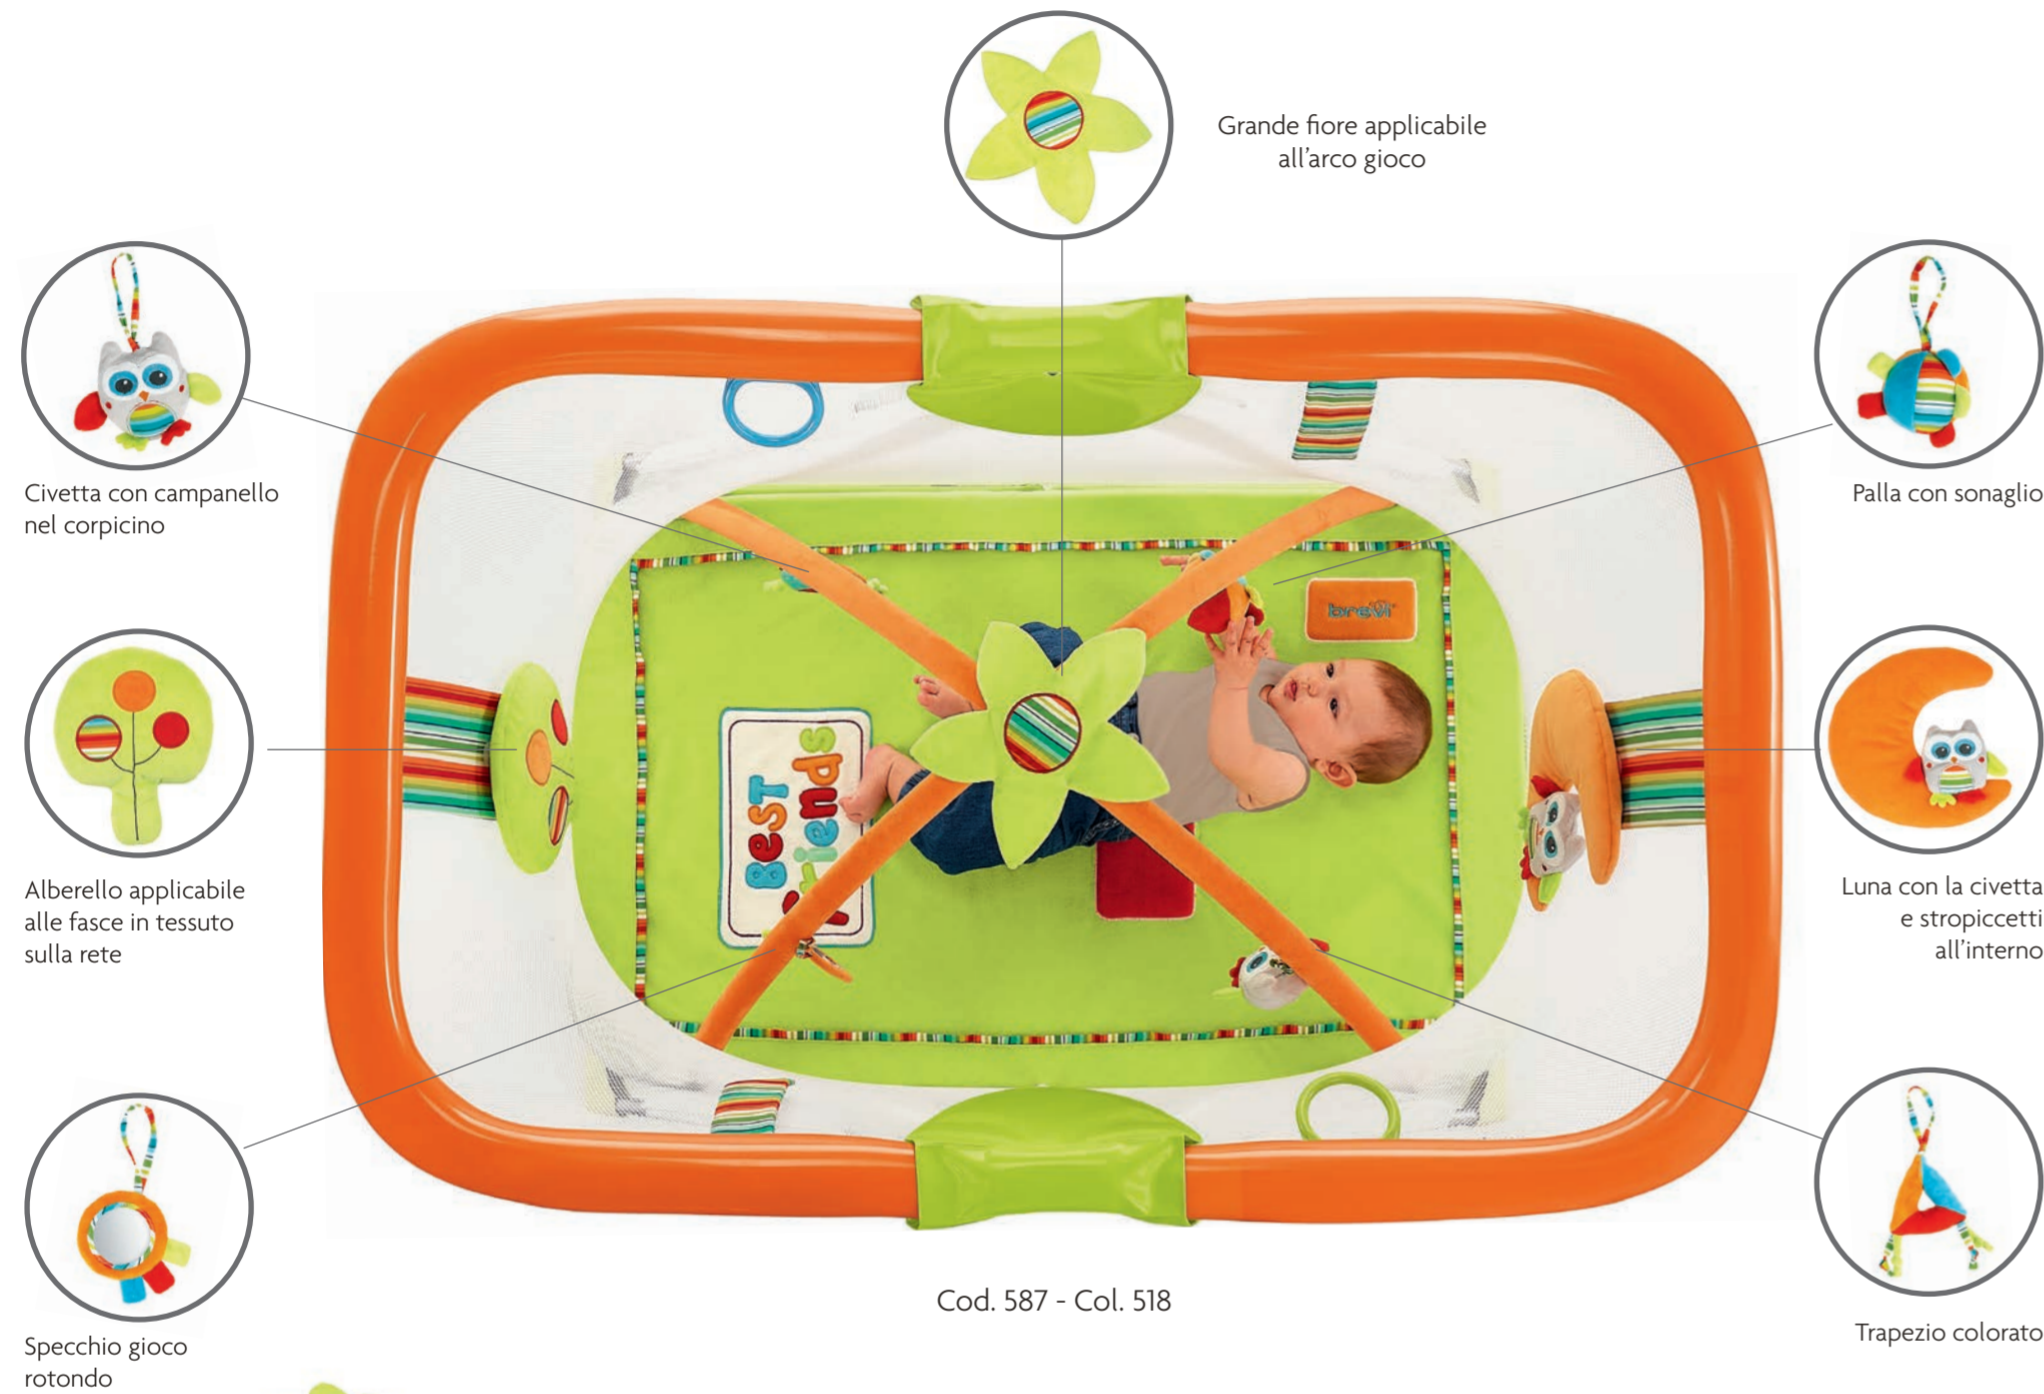 Grande fiore applicabile
all'arco gioco
Civetta con campanello
nel corpicino
Palla con sonaglio
brevi
BEST
friends
Alberello applicabile
alle fasce in tessuto
sulla rete
Luna con la civetta
e stropiccetti
all'interno
Specchio gioco
rotondo
Cod. 587 - Col. 518
Trapezio colorato